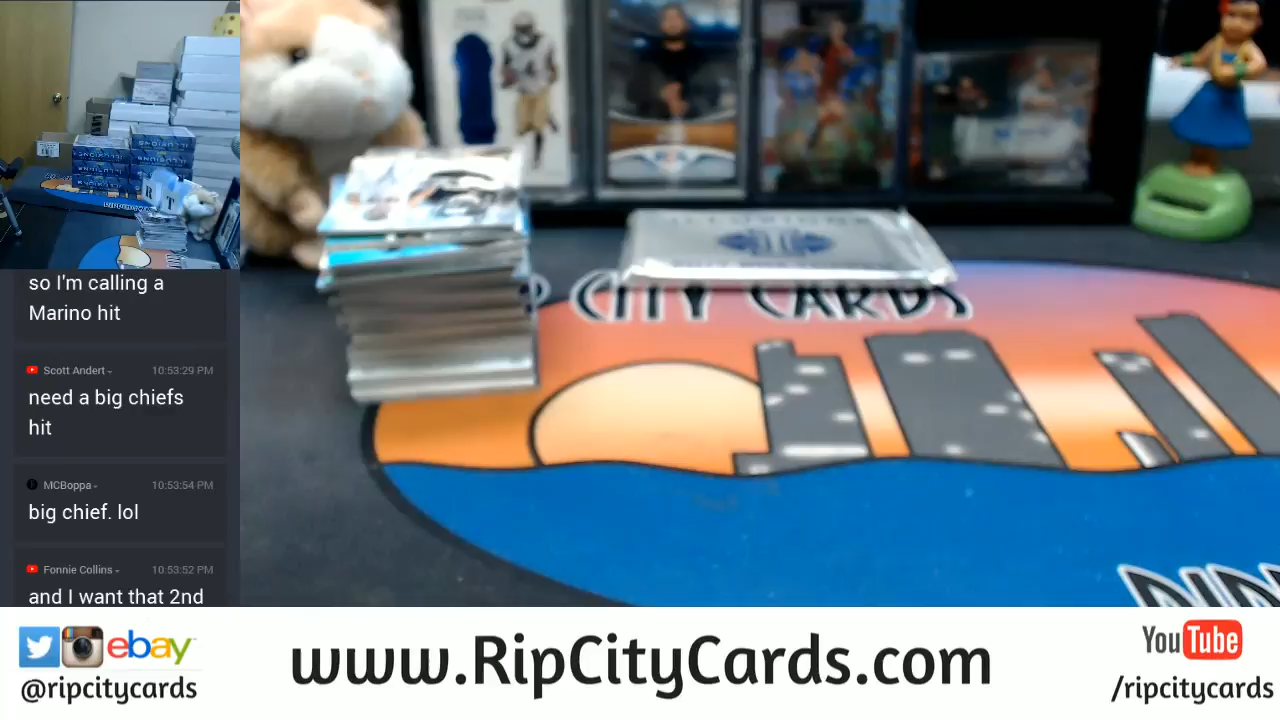 so I'm calling a
Marino hit
Scott Andert 10:53:29 PM
need a big chiefs
hit
MCBoppa 10:53:54 PM
big chief. lol
Fonnie Collins 10:53:52 PM
and I want that 2nd
P CITY CARDS
ebay
@ripcitycards
www.RipCityCards.com
YouTube
/ripcitycards